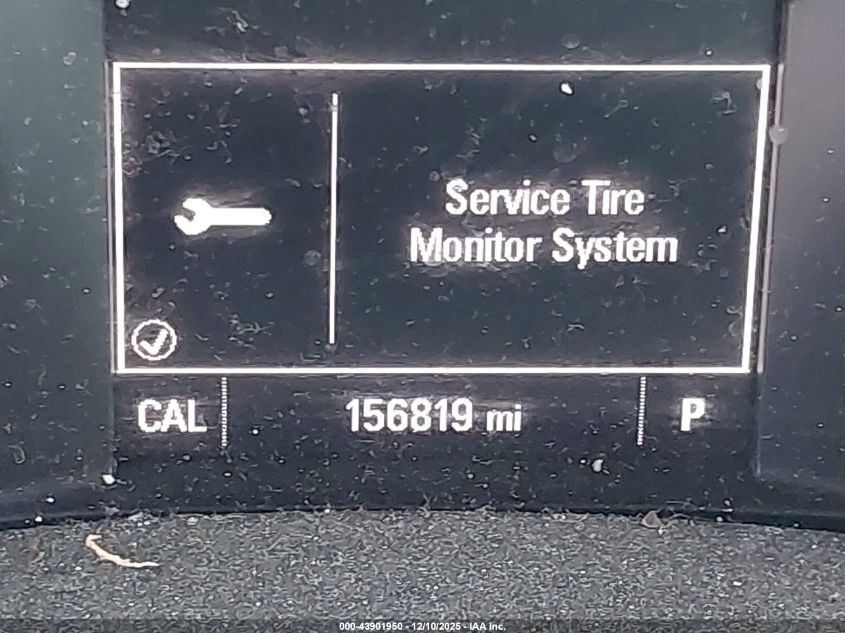 Service Tire
Monitor System
CAL 156819 mi P
000-43901950 - 12/10/2025 - IAA Inc.